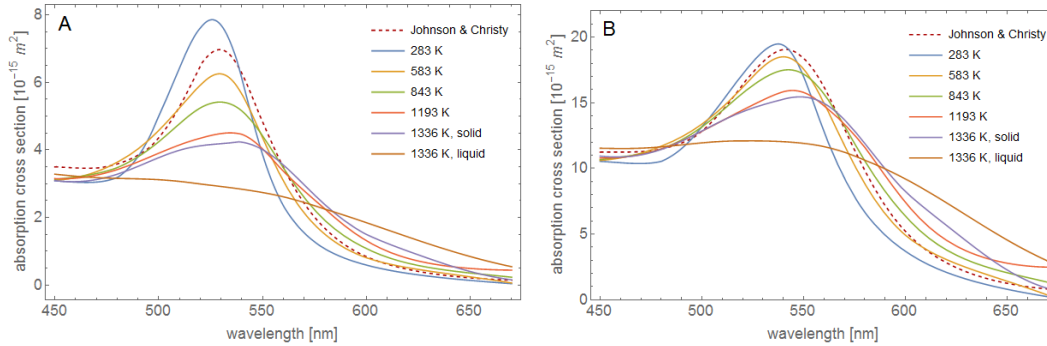 A
absorption cross section [10⁻¹⁵ m²]
8
6
4
2
0
450
500
550
600
650
wavelength [nm]
Johnson & Christy
283 K
583 K
843 K
1193 K
1336 K, solid
1336 K, liquid
B
absorption cross section [10⁻¹⁵ m²]
20
15
10
5
0
450
500
550
600
650
wavelength [nm]
Johnson & Christy
283 K
583 K
843 K
1193 K
1336 K, solid
1336 K, liquid